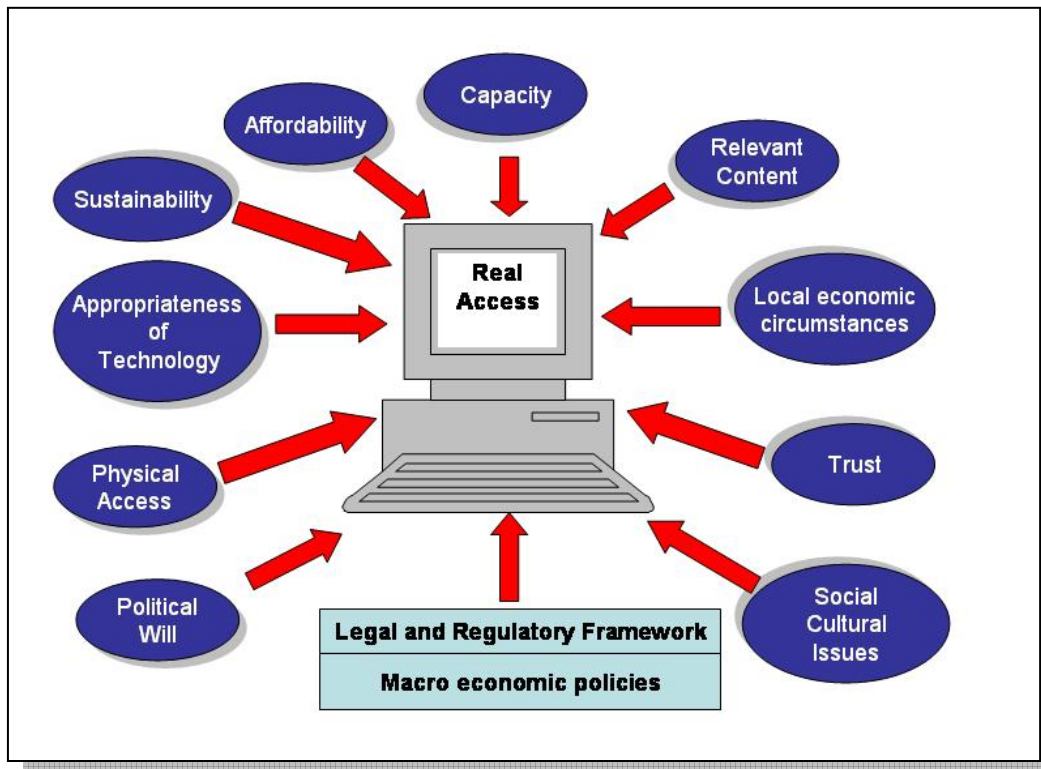 Capacity
Affordability
Relevant
Content
Sustainability
Real
Access
Local economic
circumstances
Appropriateness
of
Technology
Trust
Physical
Access
Political
Will
Social
Cultural
Issues
Legal and Regulatory Framework
Macro economic policies